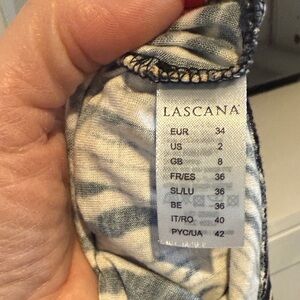 LASCANA
EUR 34
US 2
GB 8
FR/ES 36
SL/LU 36
BE 36
IT/RO 40
РУС/UA 42